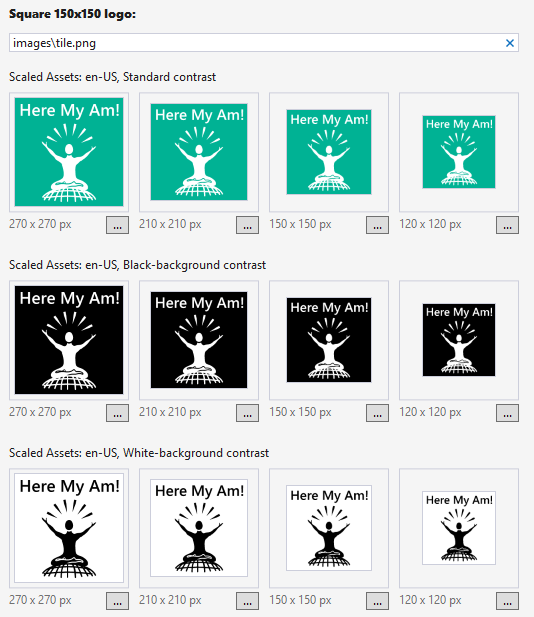 Square 150x150 logo:
images\tile.png
Scaled Assets: en-US, Standard contrast
Here My Am! Here My Am! Here My Am! Here My Am!
270 x 270 px ... 210 x 210 px ... 150 x 150 px ... 120 x 120 px ...
Scaled Assets: en-US, Black-background contrast
Here My Am! Here My Am! Here My Am! Here My Am!
270 x 270 px ... 210 x 210 px ... 150 x 150 px ... 120 x 120 px ...
Scaled Assets: en-US, White-background contrast
Here My Am! Here My Am! Here My Am! Here My Am!
270 x 270 px ... 210 x 210 px ... 150 x 150 px ... 120 x 120 px ...